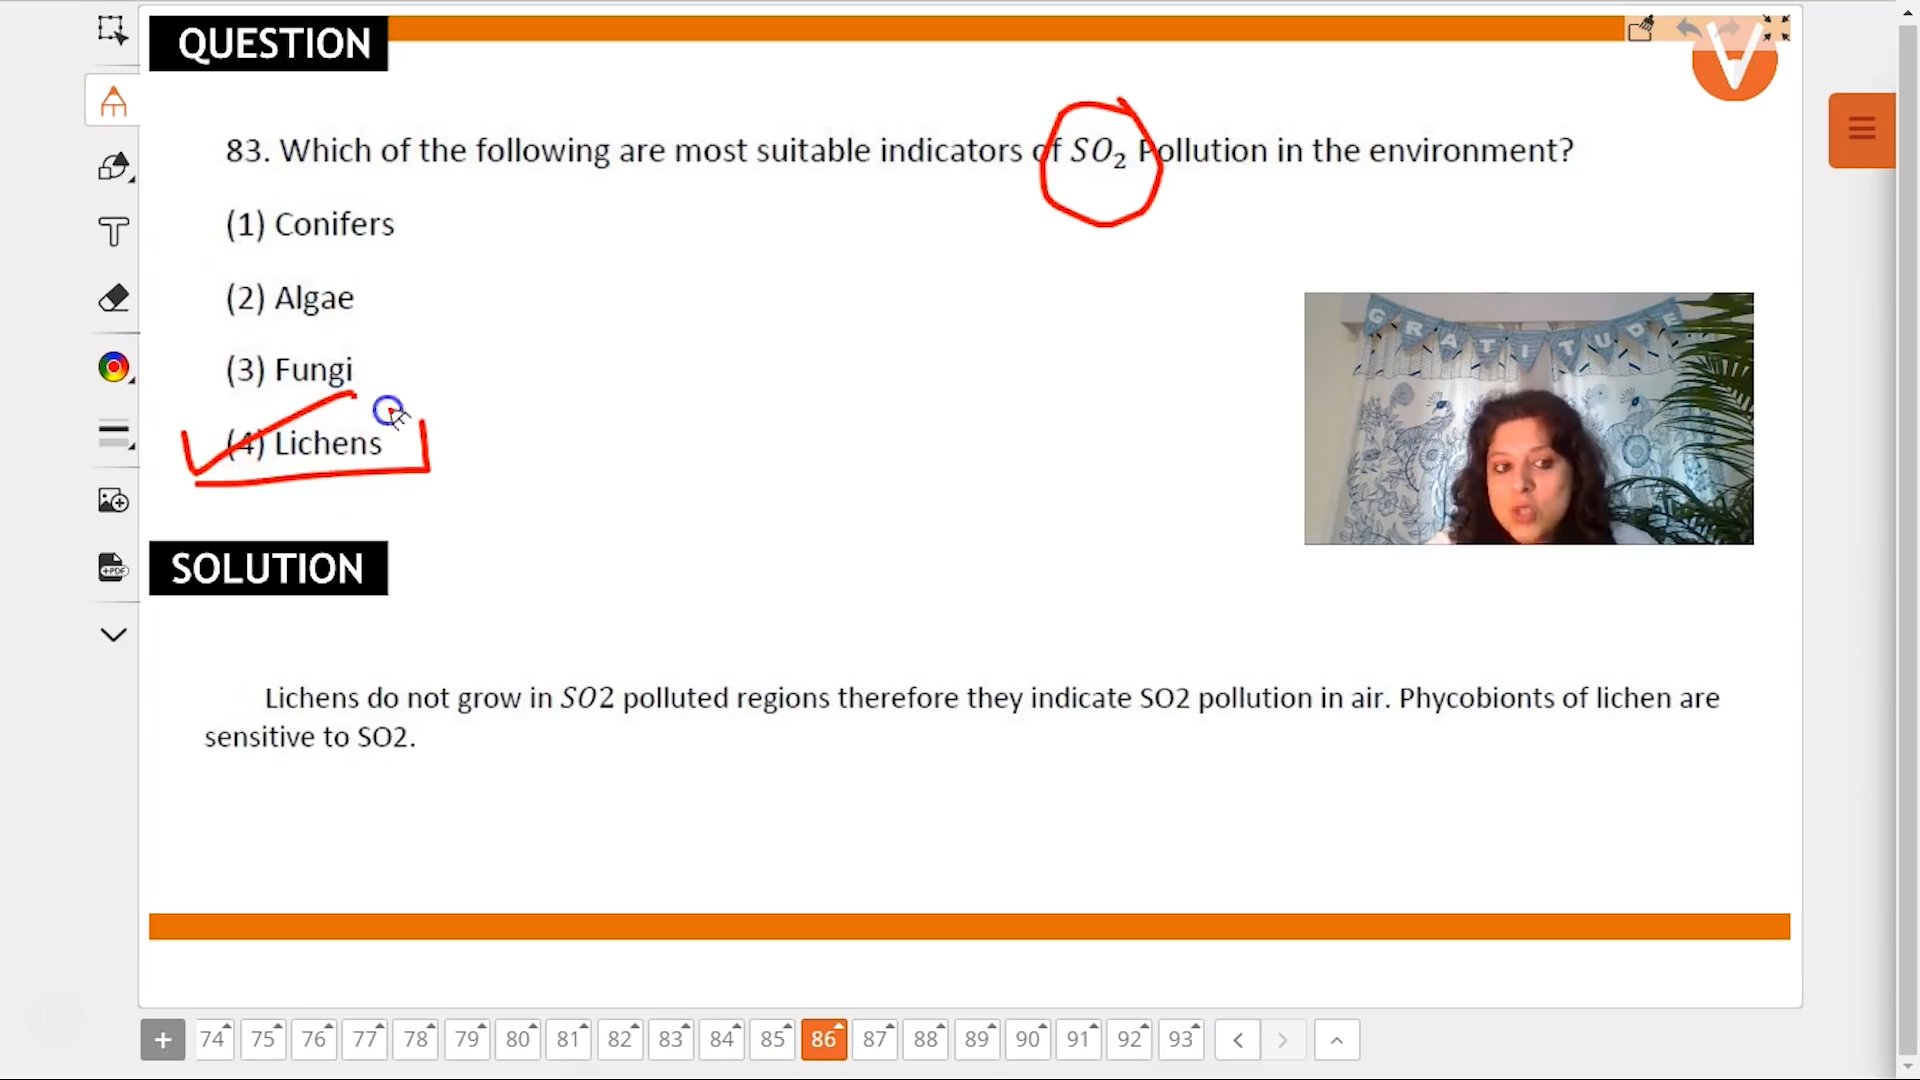 QUESTION
83. Which of the following are most suitable indicators of SO₂ Pollution in the environment?
(1) Conifers
(2) Algae
(3) Fungi
(4) Lichens
GRATITUDE
SOLUTION
Lichens do not grow in SO2 polluted regions therefore they indicate SO2 pollution in air. Phycobionts of lichen are
sensitive to SO2.
+PDF
74 75 76 77 78 79 80 81 82 83 84 85 86 87 88 89 90 91 92 93